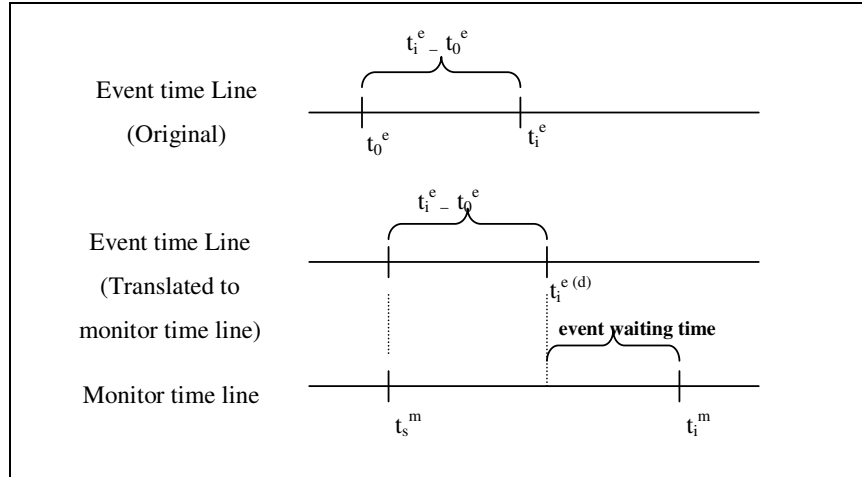 t_i^e – t_0^e
Event time Line
(Original)
t_0^e
t_i^e
t_i^e – t_0^e
Event time Line
(Translated to
monitor time line)
t_i^e (d)
event waiting time
Monitor time line
t_s^m
t_i^m